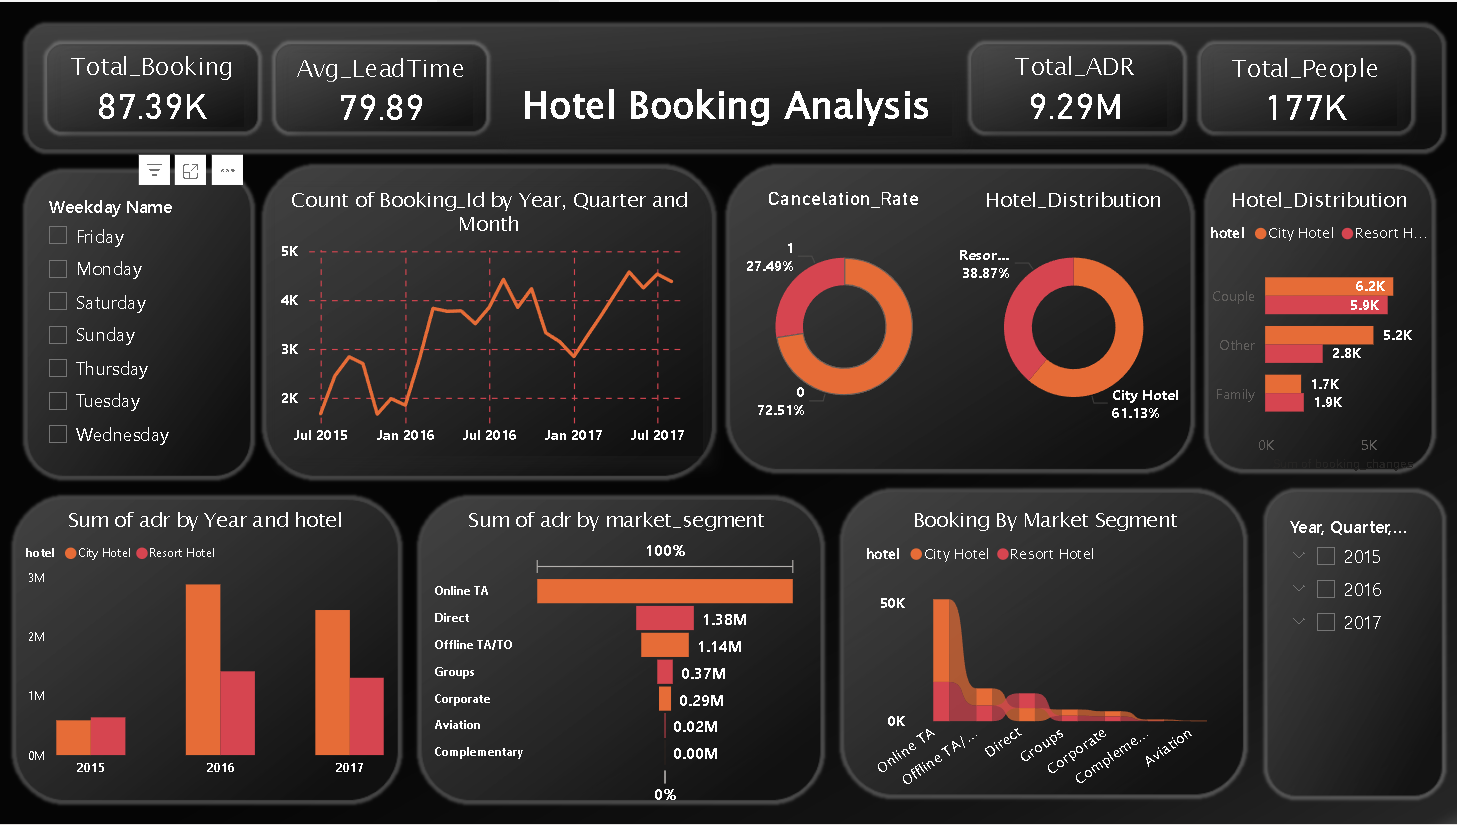 Total_Booking
87.39K
Avg_LeadTime
79.89
Hotel Booking Analysis
Total_ADR
9.29M
Total_People
177K
Weekday Name
Friday
Monday
Saturday
Sunday
Thursday
Tuesday
Wednesday
Count of Booking_Id by Year, Quarter and
Month
5K
4K
3K
2K
Jul 2015
Jan 2016
Jul 2016
Jan 2017
Jul 2017
Cancelation_Rate
1
27.49%
0
72.51%
Hotel_Distribution
Resor...
38.87%
City Hotel
61.13%
Hotel_Distribution
hotel City Hotel Resort H...
Couple
6.2K
5.9K
Other
5.2K
2.8K
Family
1.7K
1.9K
0K
5K
Sum of adr by Year and hotel
hotel City Hotel Resort Hotel
3M
2M
1M
0M
2015
2016
2017
Sum of adr by market_segment
100%
Online TA
Direct
1.38M
Offline TA/TO
1.14M
Groups
0.37M
Corporate
0.29M
Aviation
0.02M
Complementary
0.00M
0%
Booking By Market Segment
hotel City Hotel Resort Hotel
50K
0K
Online TA
Offline TA/...
Direct
Groups
Corporate
Compleme...
Aviation
Year, Quarter,...
2015
2016
2017